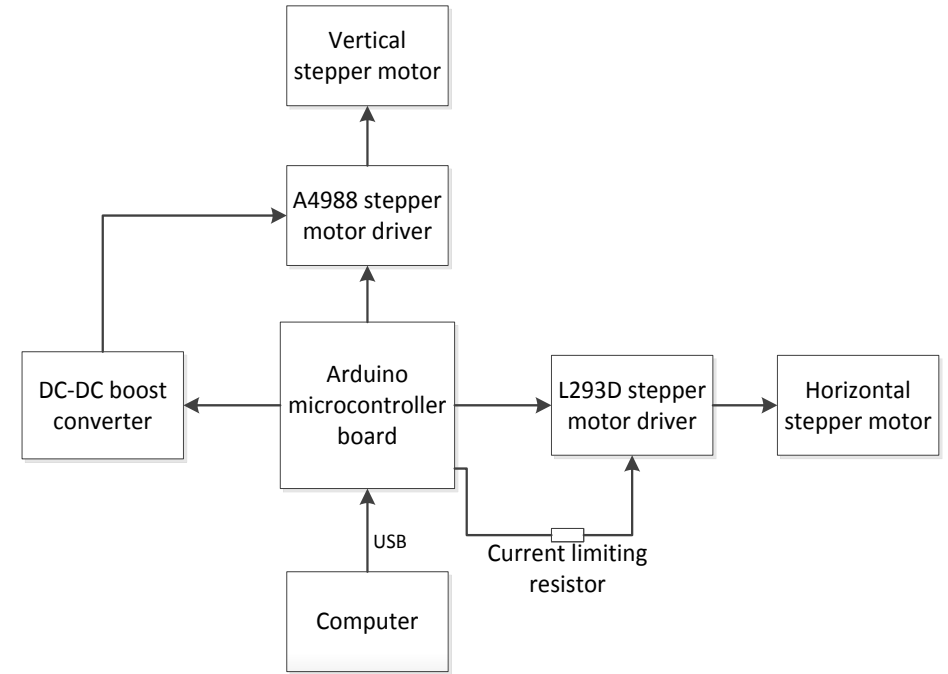 Vertical
stepper motor
A4988 stepper
motor driver
DC-DC boost
converter
Arduino
microcontroller
board
L293D stepper
motor driver
Horizontal
stepper motor
USB
Current limiting
resistor
Computer